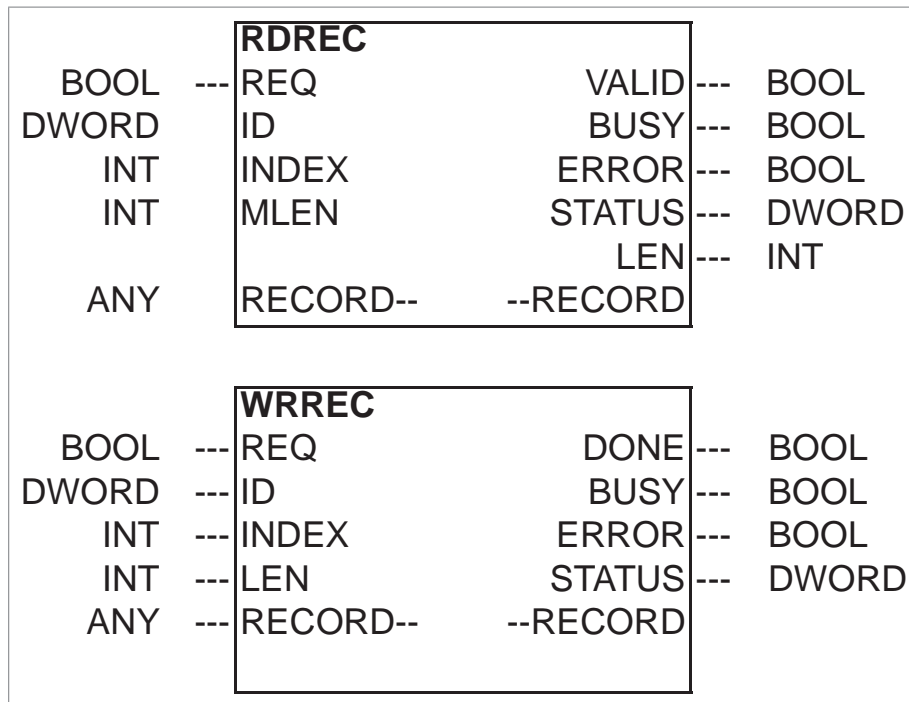 RDREC
BOOL --- REQ VALID --- BOOL
DWORD ID BUSY --- BOOL
INT INDEX ERROR --- BOOL
INT MLEN STATUS --- DWORD
LEN --- INT
ANY RECORD-- --RECORD
WRREC
BOOL --- REQ DONE --- BOOL
DWORD --- ID BUSY --- BOOL
INT --- INDEX ERROR --- BOOL
INT --- LEN STATUS --- DWORD
ANY --- RECORD-- --RECORD